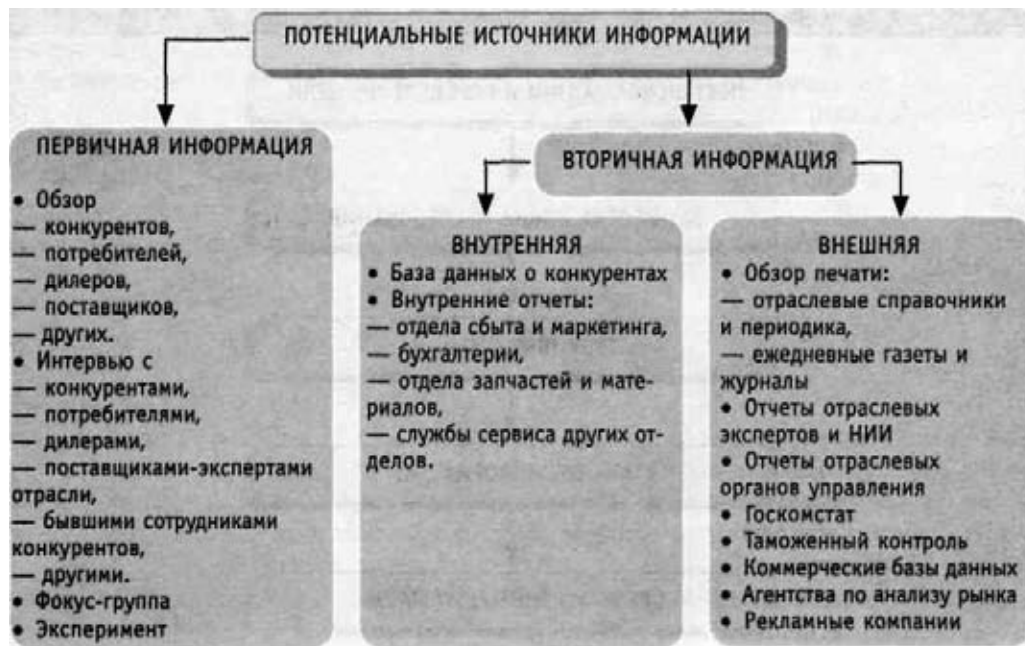 ПОТЕНЦИАЛЬНЫЕ ИСТОЧНИКИ ИНФОРМАЦИИ
ПЕРВИЧНАЯ ИНФОРМАЦИЯ
• Обзор
— конкурентов,
— потребителей,
— дилеров,
— поставщиков,
— других.
• Интервью с
— конкурентами,
— потребителями,
— дилерами,
— поставщиками-экспертами
отрасли,
— бывшими сотрудниками
конкурентов,
— другими.
• Фокус-группа
• Эксперимент
ВТОРИЧНАЯ ИНФОРМАЦИЯ
ВНУТРЕННЯЯ
• База данных о конкурентах
• Внутренние отчеты:
— отдела сбыта и маркетинга,
— бухгалтерии,
— отдела запчастей и мате-
риалов,
— службы сервиса других от-
делов.
ВНЕШНЯЯ
• Обзор печати:
— отраслевые справочники
и периодика,
— ежедневные газеты и
журналы
• Отчеты отраслевых
экспертов и НИИ
• Отчеты отраслевых
органов управления
• Госкомстат
• Таможенный контроль
• Коммерческие базы данных
• Агентства по анализу рынка
• Рекламные компании